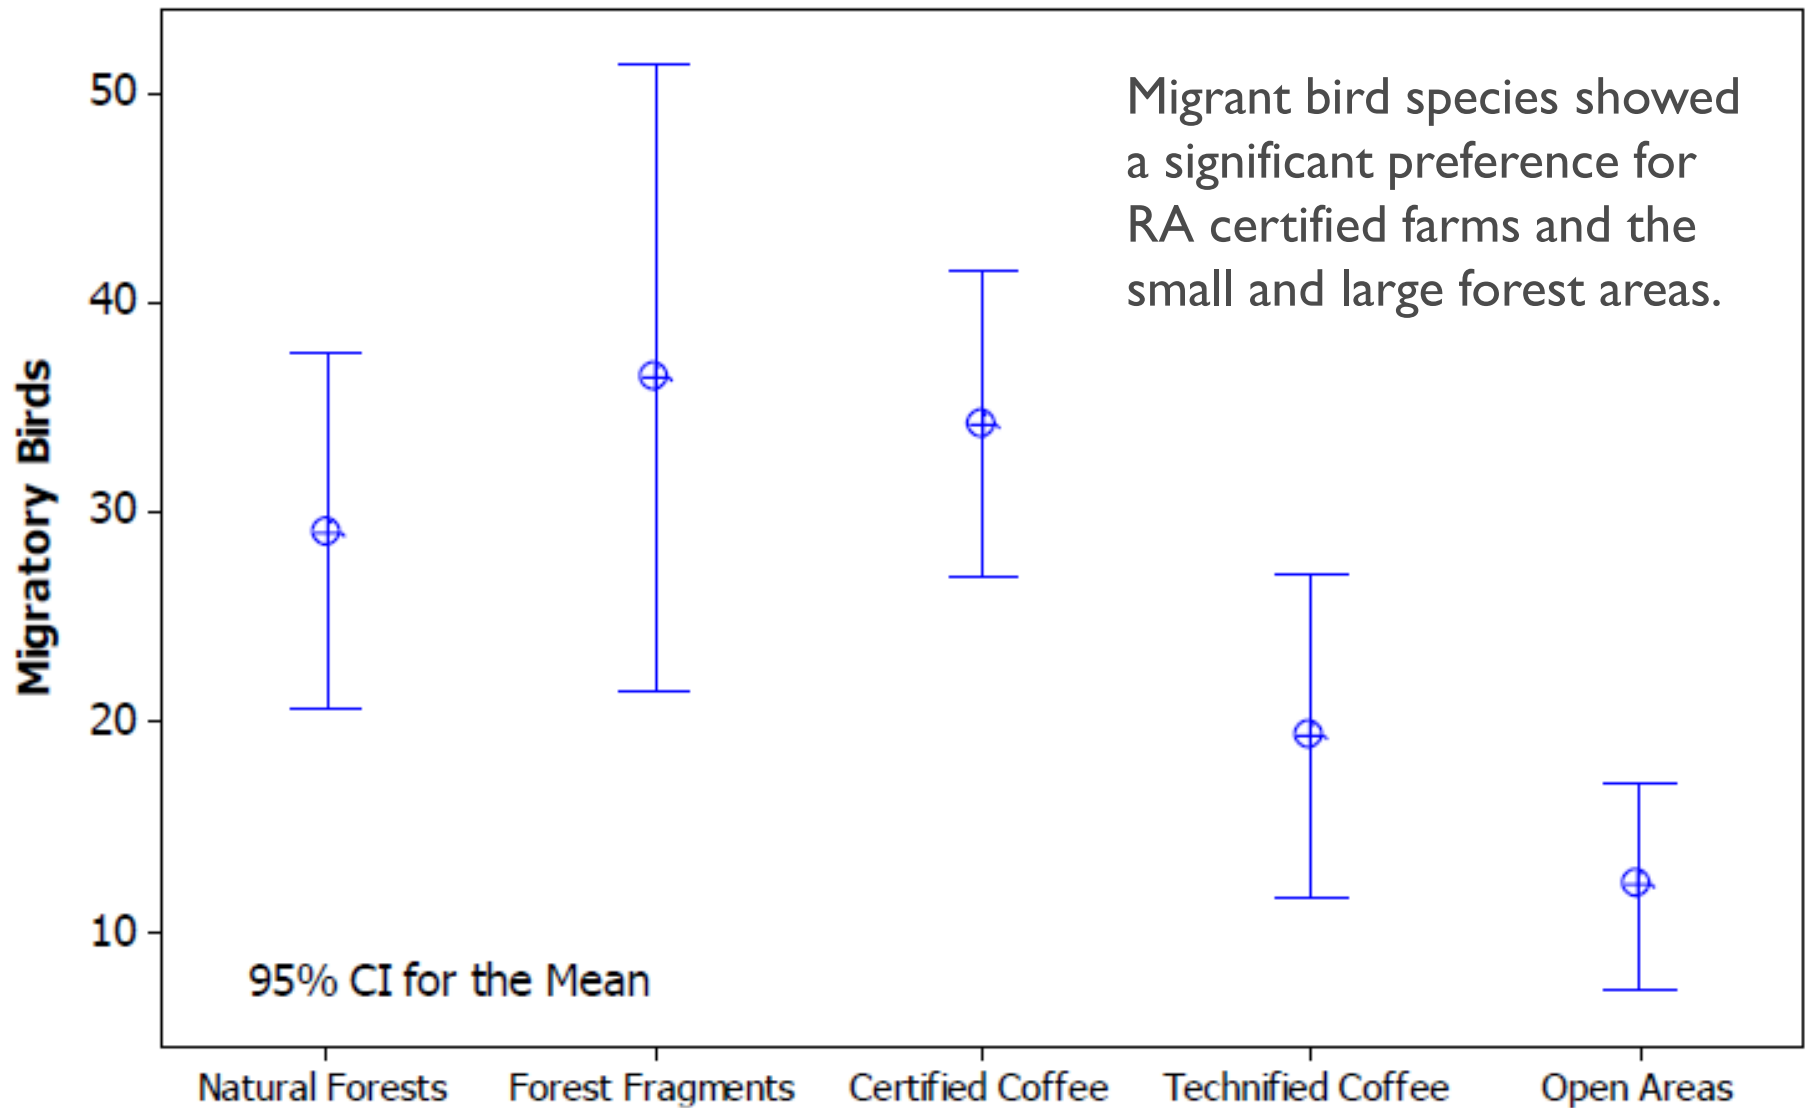 Migrant bird species showed
a significant preference for
RA certified farms and the
small and large forest areas.
Migratory Birds
50
40
30
20
10
95% CI for the Mean
Natural Forests Forest Fragments Certified Coffee Technified Coffee Open Areas